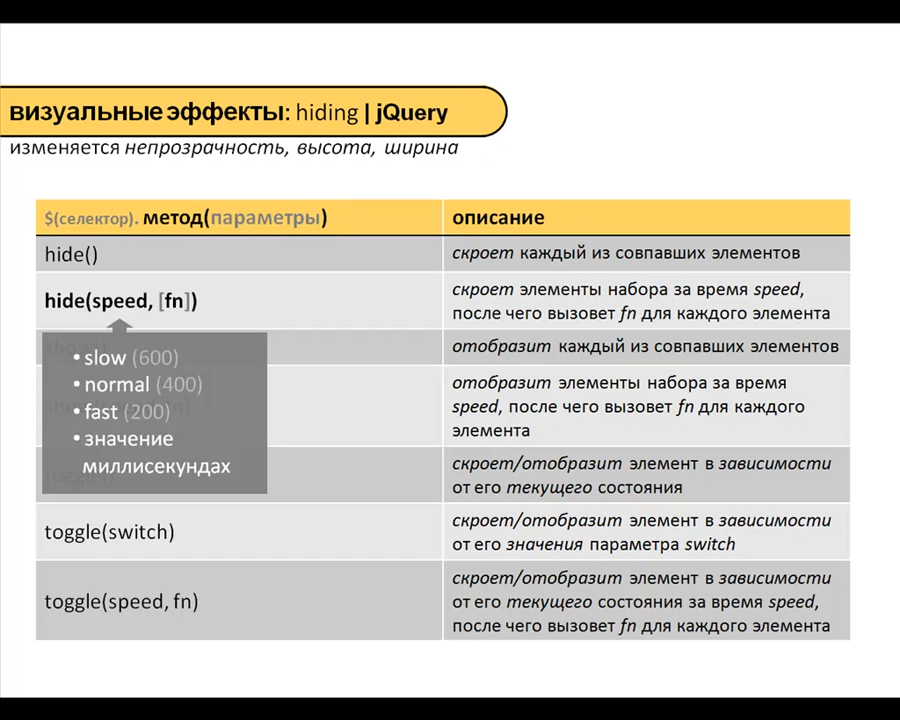 визуальные эффекты: hiding | jQuery
изменяется непрозрачность, высота, ширина
$(селектор). метод(параметры)
описание
hide()
скроет каждый из совпавших элементов
hide(speed, [fn])
скроет элементы набора за время speed,
после чего вызовет fn для каждого элемента
• slow (600)
• normal (400)
• fast (200)
• значение
миллисекундах
show()
отобразит каждый из совпавших элементов
отобразит элементы набора за время
speed, после чего вызовет fn для каждого
элемента
скроет/отобразит элемент в зависимости
от его текущего состояния
toggle(switch)
скроет/отобразит элемент в зависимости
от его значения параметра switch
toggle(speed, fn)
скроет/отобразит элемент в зависимости
от его текущего состояния за время speed,
после чего вызовет fn для каждого элемента